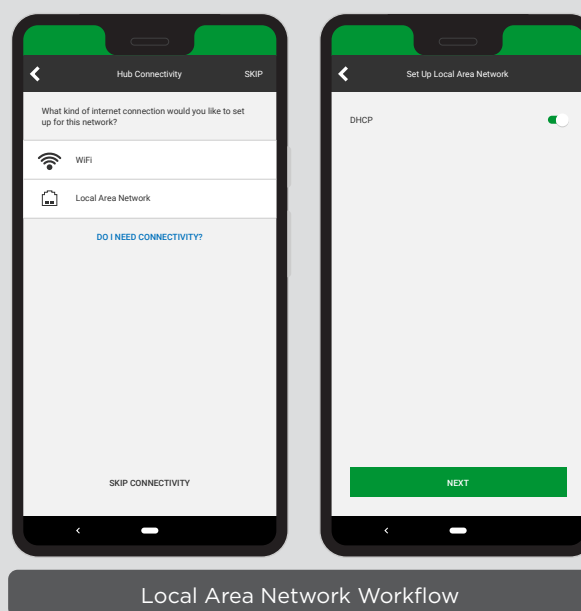 Hub Connectivity SKIP
What kind of internet connection would you like to set
up for this network?
WiFi
Local Area Network
DO I NEED CONNECTIVITY?
SKIP CONNECTIVITY
Set Up Local Area Network
DHCP
NEXT
Local Area Network Workflow